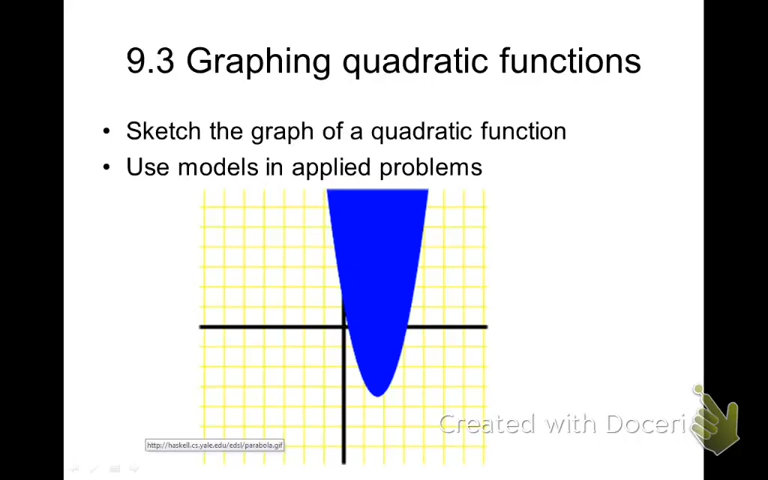 9.3 Graphing quadratic functions
• Sketch the graph of a quadratic function
• Use models in applied problems
Created with Doceri
http://haskell.cs.yale.edu/edsl/parabola.gif